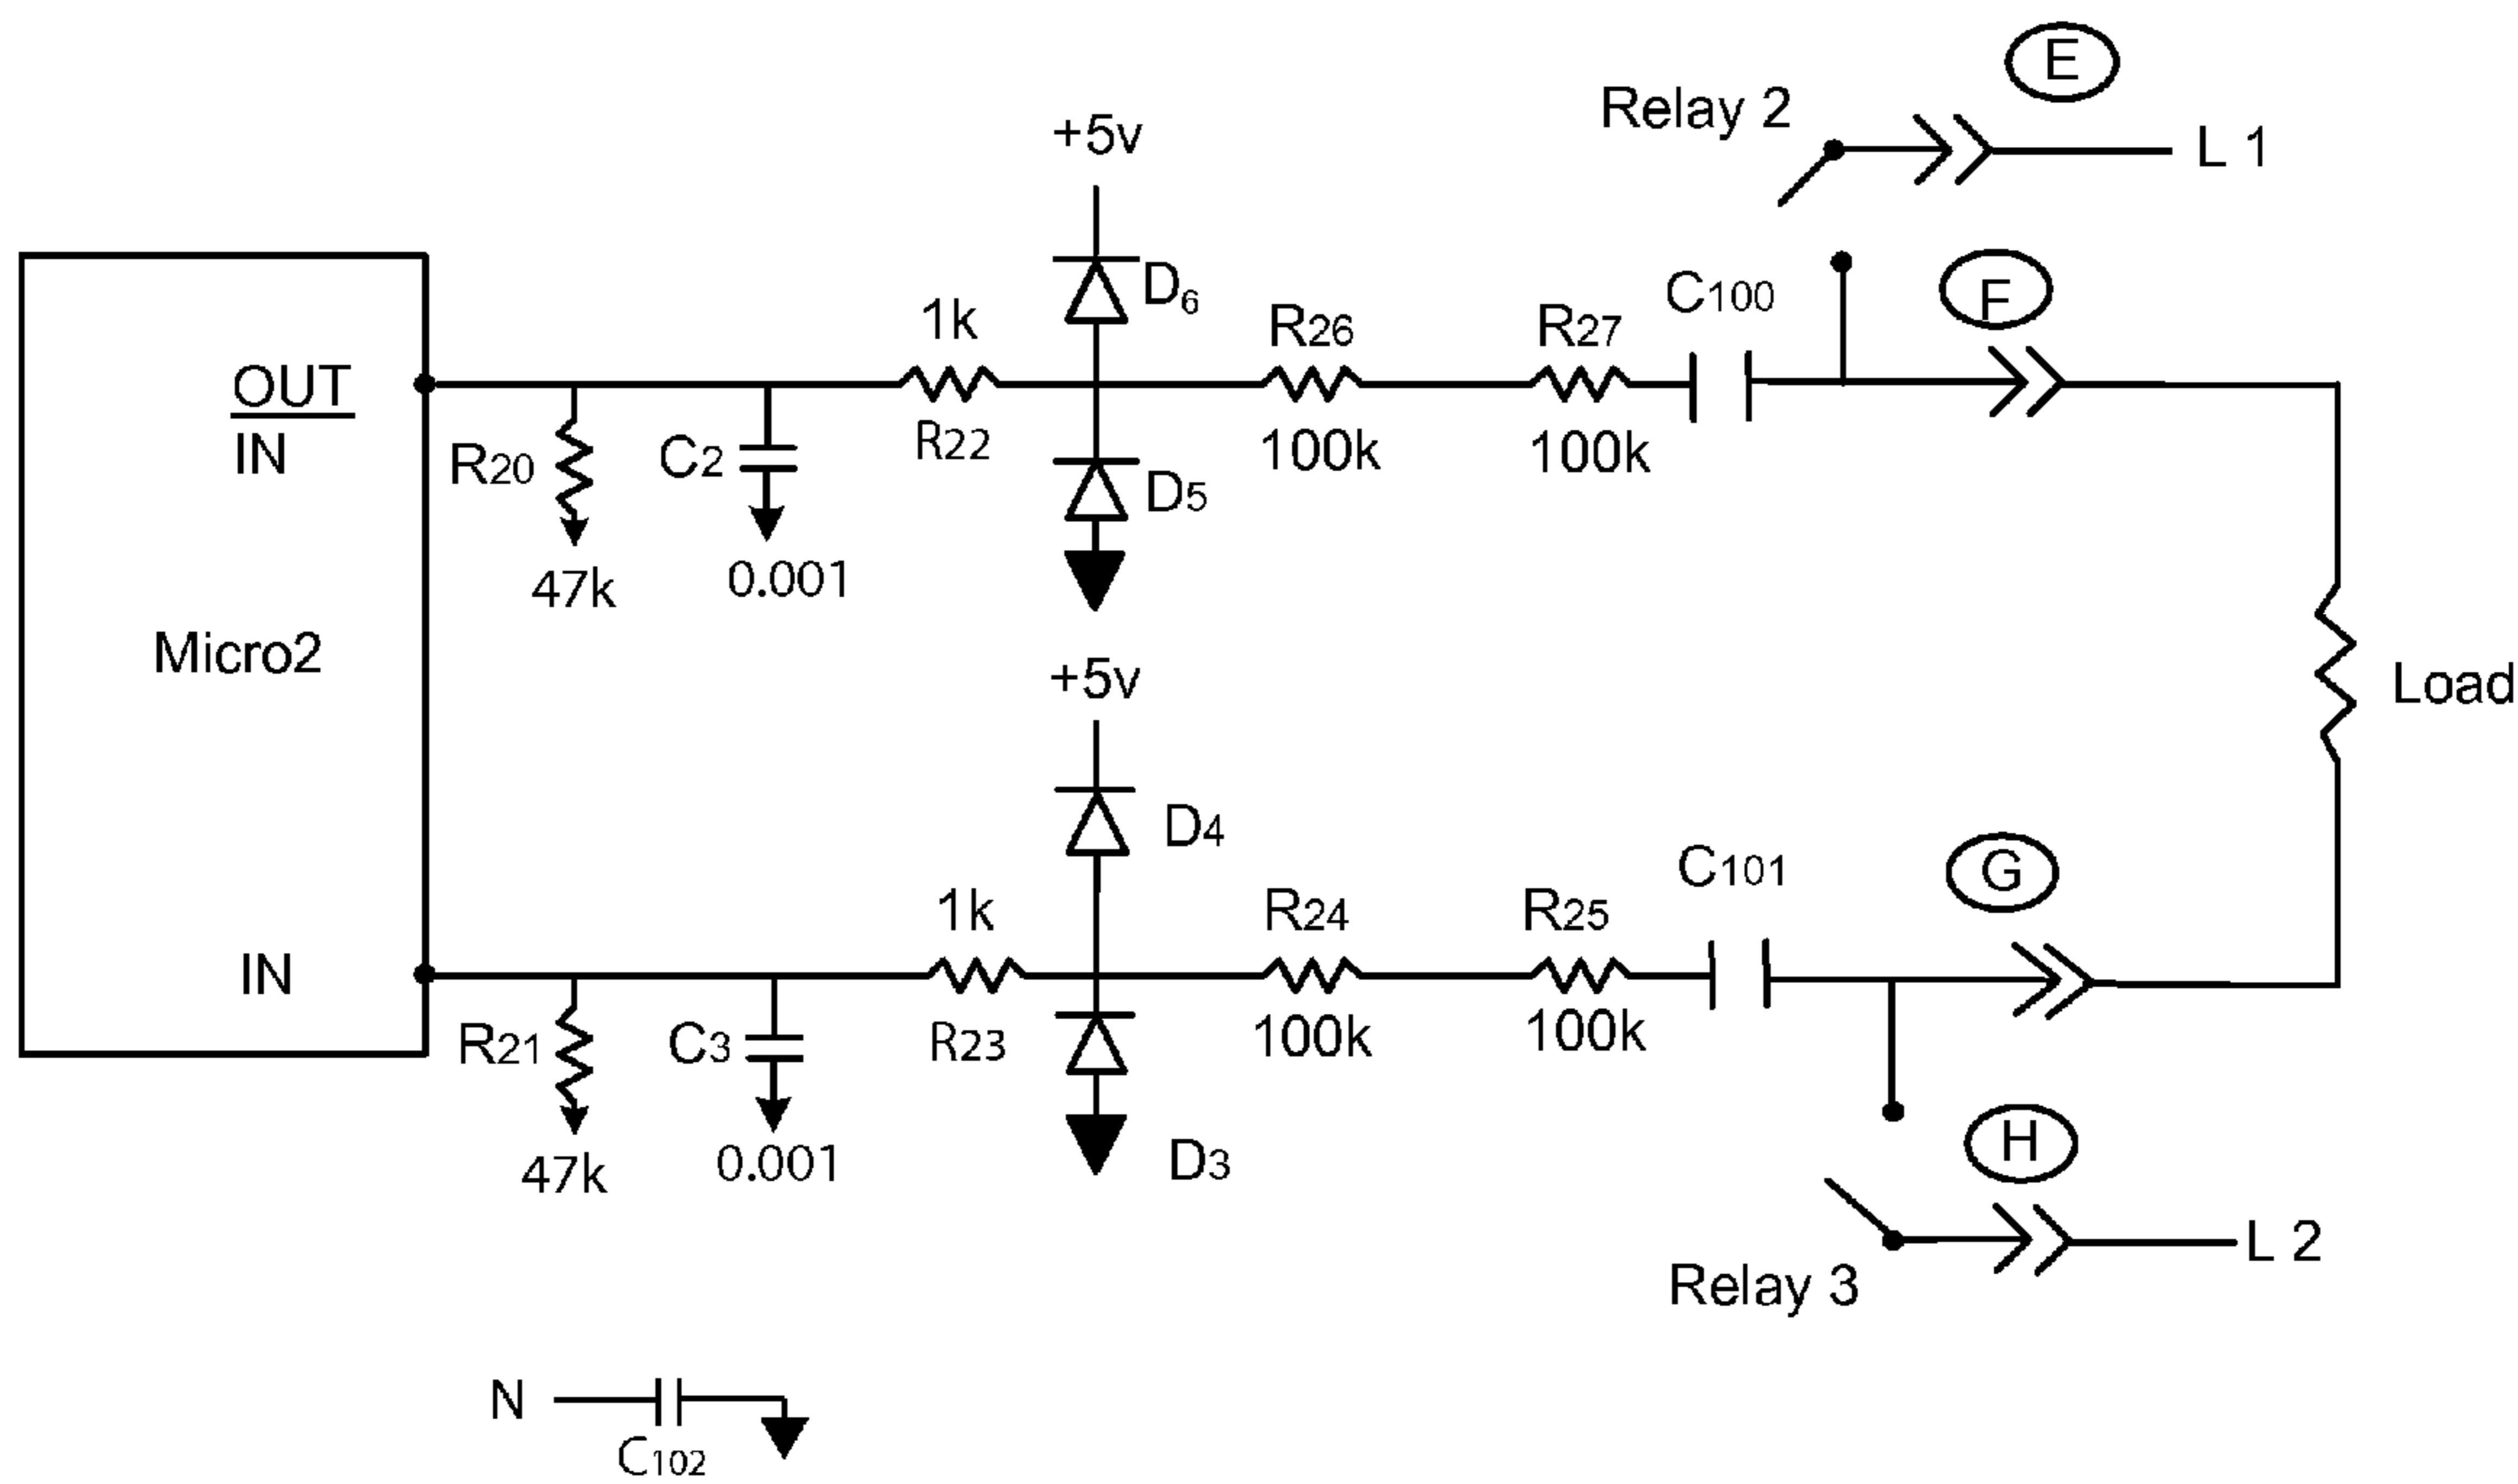 E
Relay 2
L 1
+5v
D6
F
C100
1k
R26
R27
OUT
IN
R20
C2
R22
100k
100k
D5
47k
0.001
Micro2
+5v
Load
D4
G
C101
1k
R24
R25
IN
R21
C3
R23
100k
100k
47k
0.001
D3
H
L 2
Relay 3
N
C102